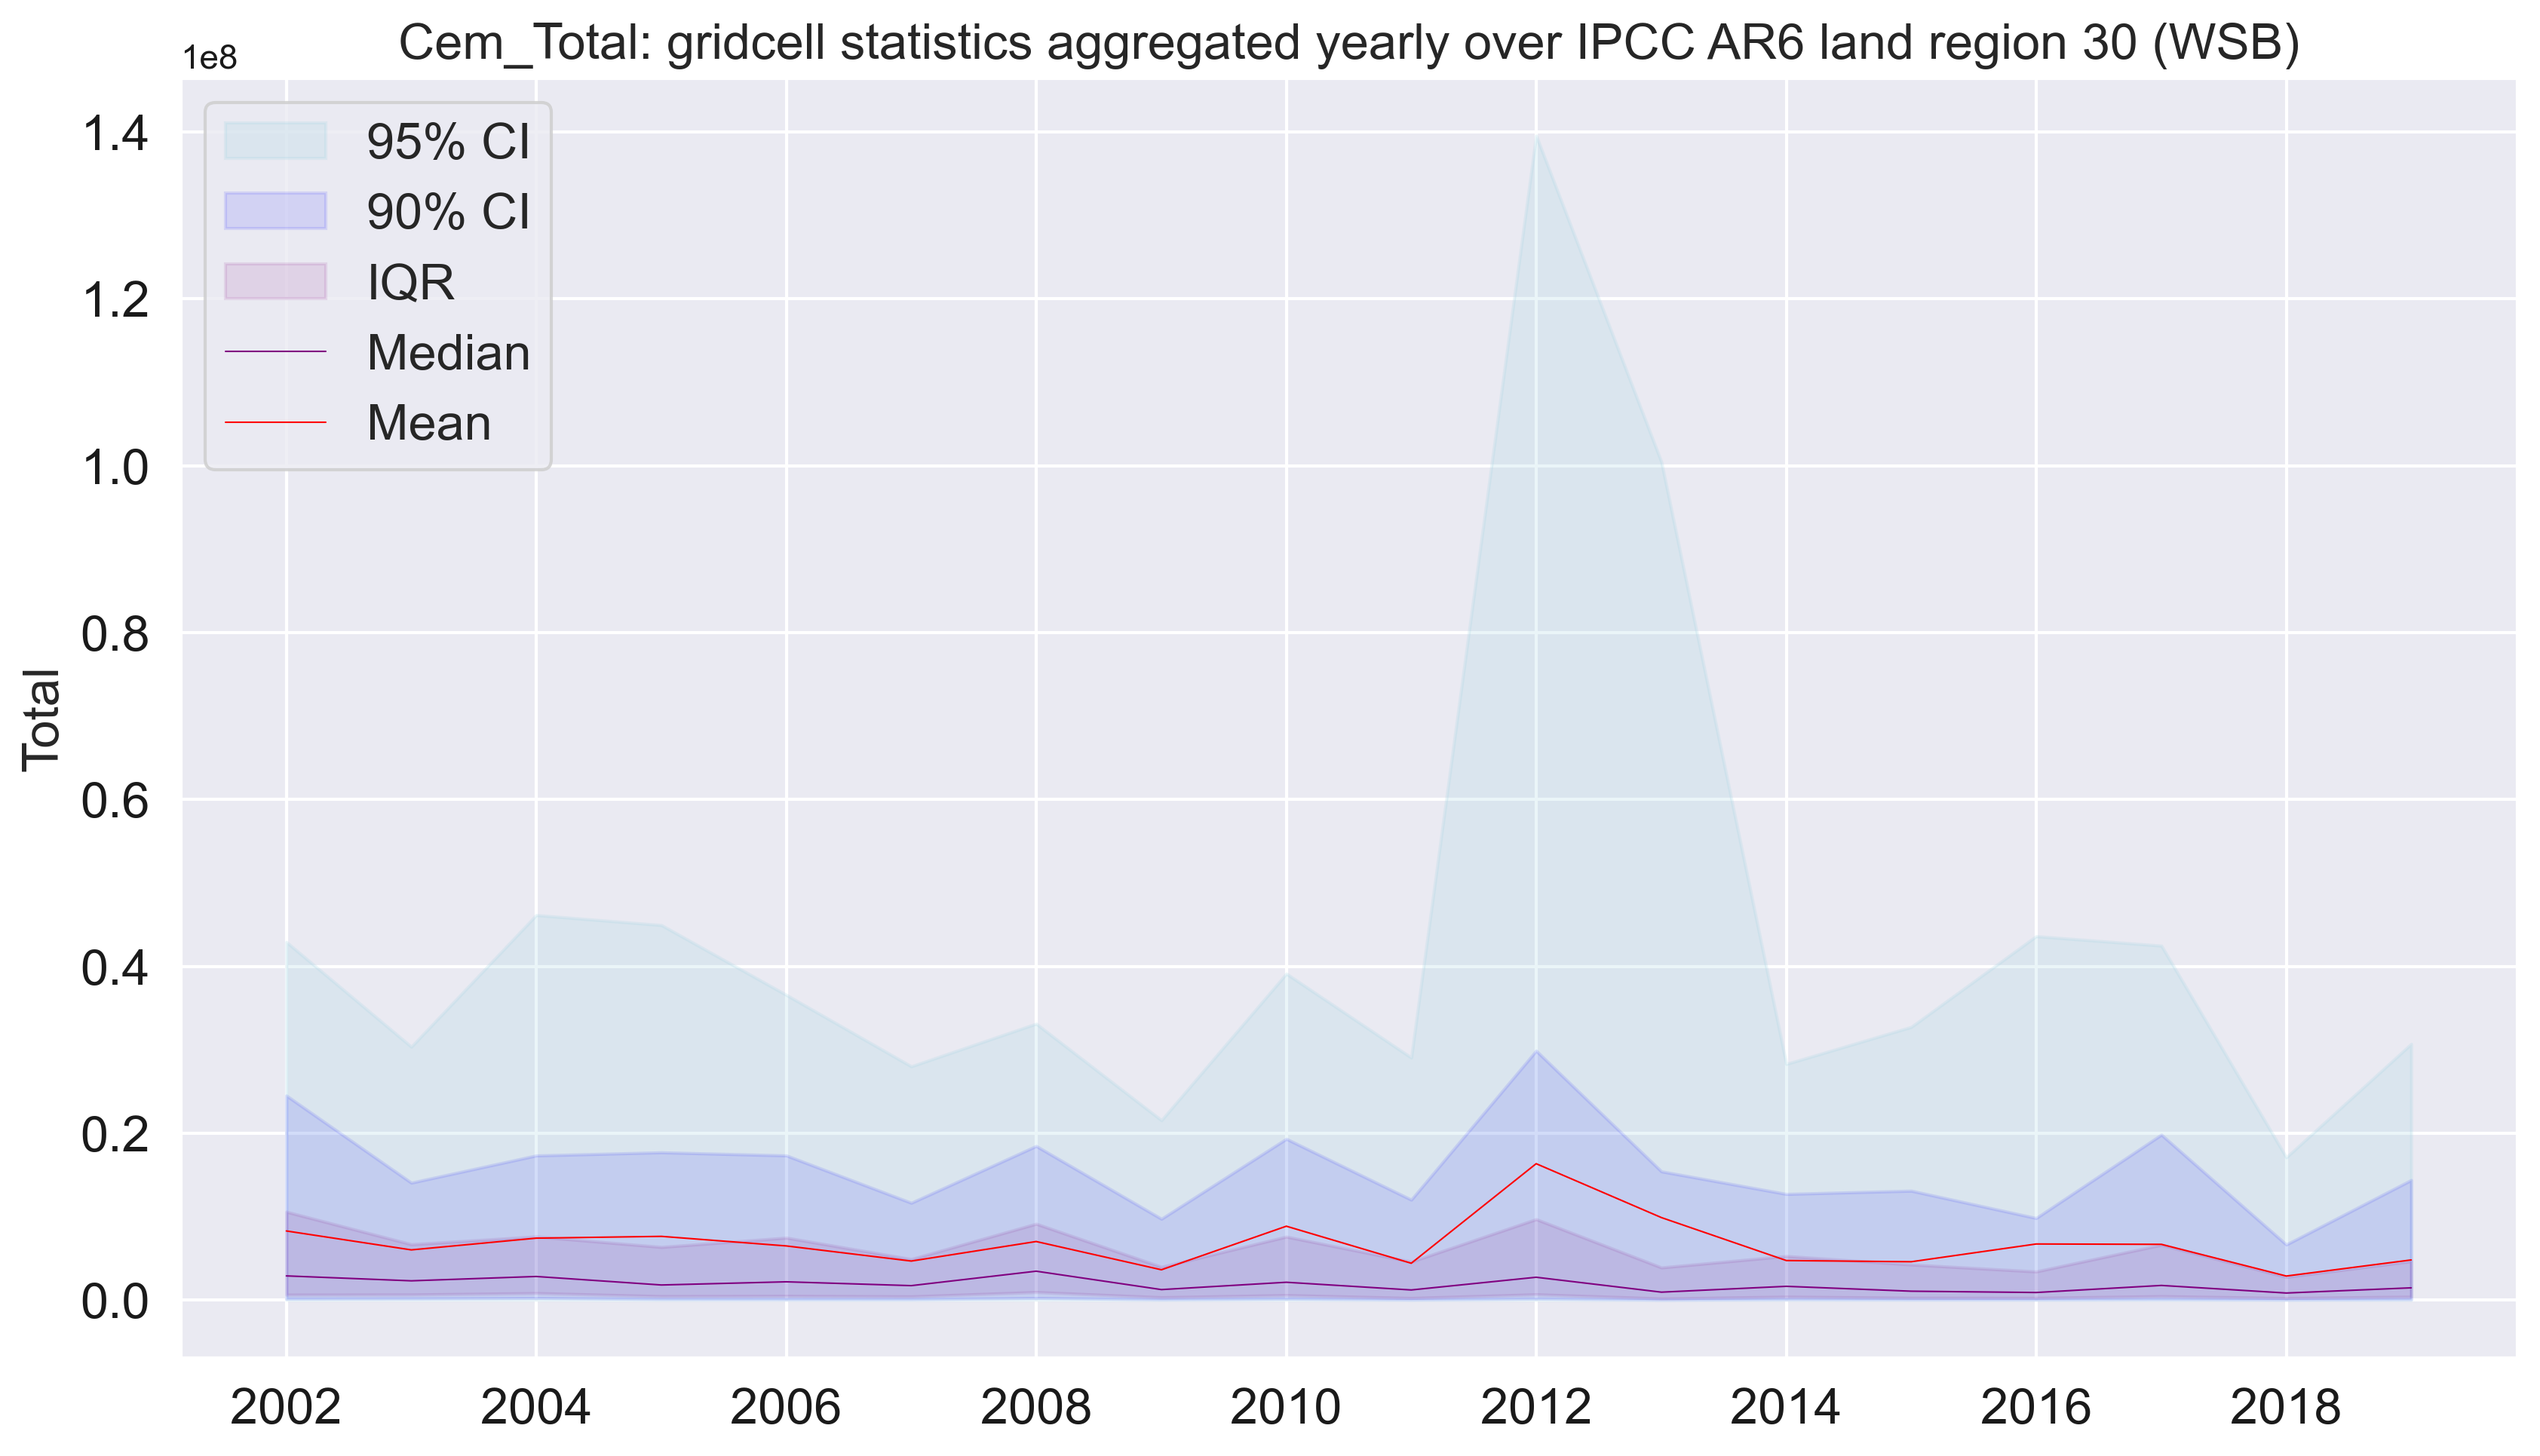 Cem_Total: gridcell statistics aggregated yearly over IPCC AR6 land region 30 (WSB)
1e8
1.4
1.2
1.0
0.8
0.6
0.4
0.2
0.0
Total
95% CI
90% CI
IQR
Median
Mean
2002 2004 2006 2008 2010 2012 2014 2016 2018